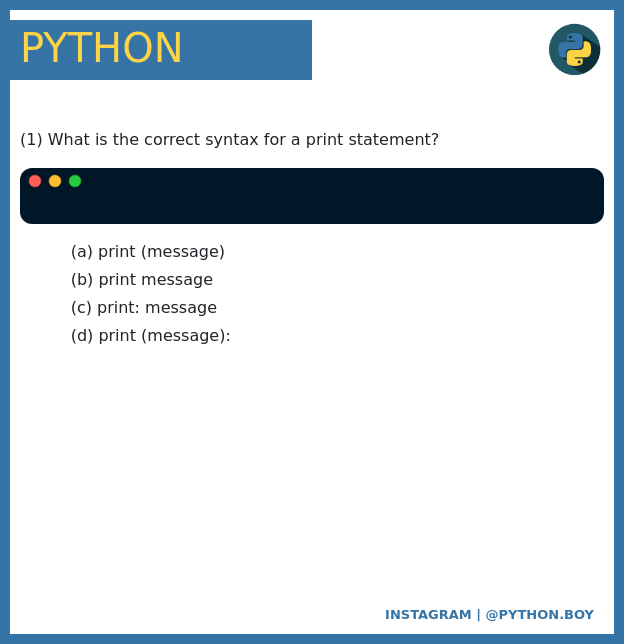 PYTHON
(1) What is the correct syntax for a print statement?
(a) print (message)
(b) print message
(c) print: message
(d) print (message):
INSTAGRAM | @PYTHON.BOY